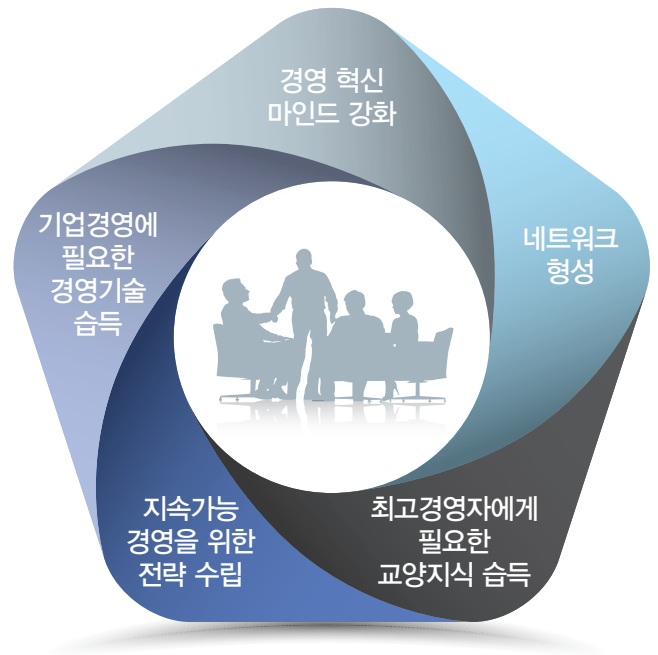 경영 혁신
마인드 강화
네트워크
형성
최고경영자에게
필요한
교양지식 습득
지속가능
경영을 위한
전략 수립
기업경영에
필요한
경영기술
습득